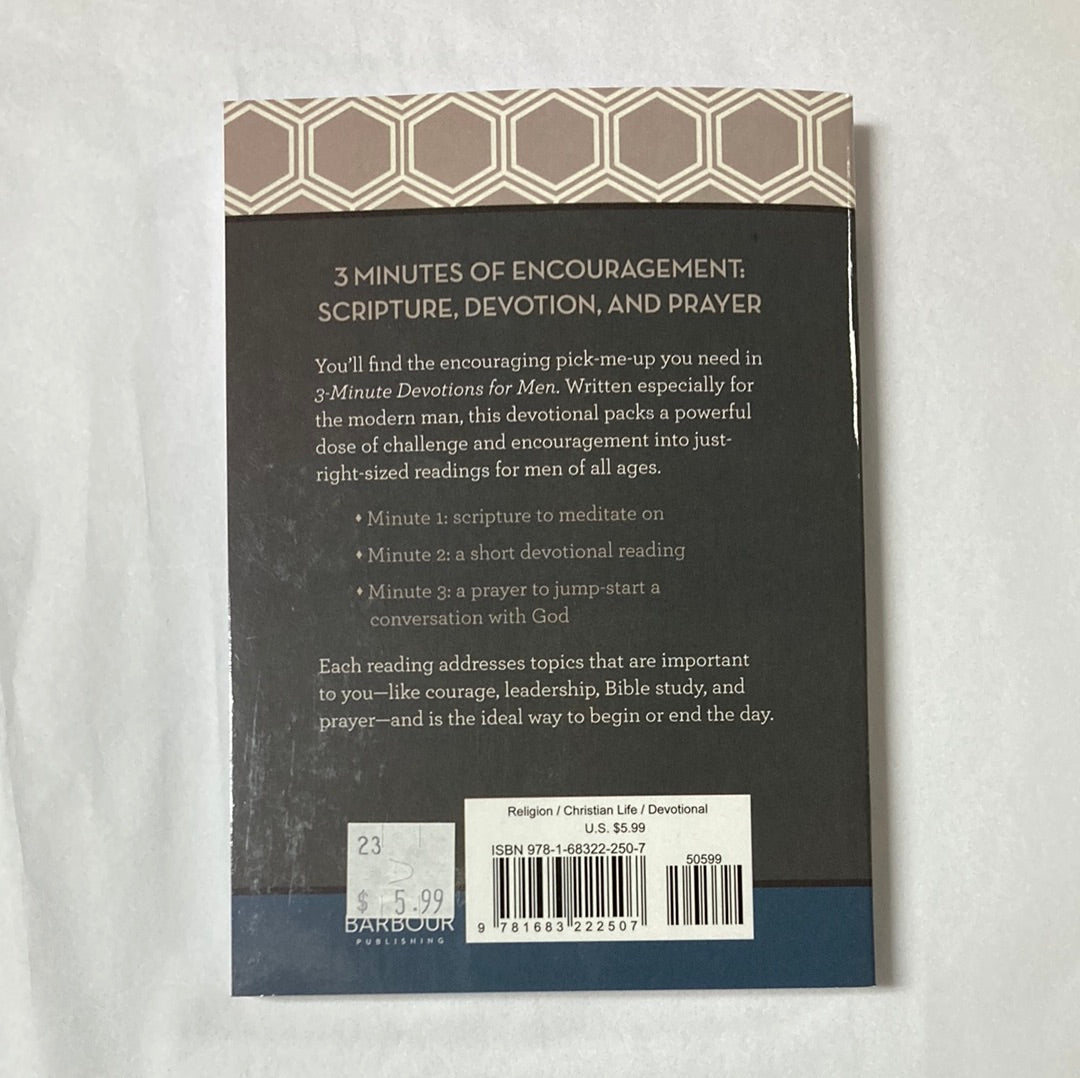 3 MINUTES OF ENCOURAGEMENT:
SCRIPTURE, DEVOTION, AND PRAYER
You'll find the encouraging pick-me-up you need in
3-Minute Devotions for Men. Written especially for
the modern man, this devotional packs a powerful
dose of challenge and encouragement into just-
right-sized readings for men of all ages.
♦ Minute 1: scripture to meditate on
♦ Minute 2: a short devotional reading
♦ Minute 3: a prayer to jump-start a
conversation with God
Each reading addresses topics that are important
to you—like courage, leadership, Bible study, and
prayer—and is the ideal way to begin or end the day.
23
$ 5.99
BARBOUR
PUBLISHING
Religion / Christian Life / Devotional
U.S. $5.99
ISBN 978-1-68322-250-7
50599
9 781683 222507